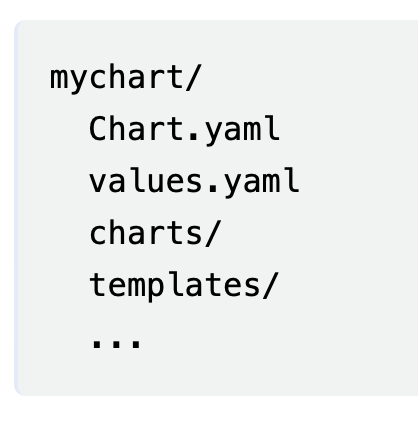 mychart/
  Chart.yaml
  values.yaml
  charts/
  templates/
  ...